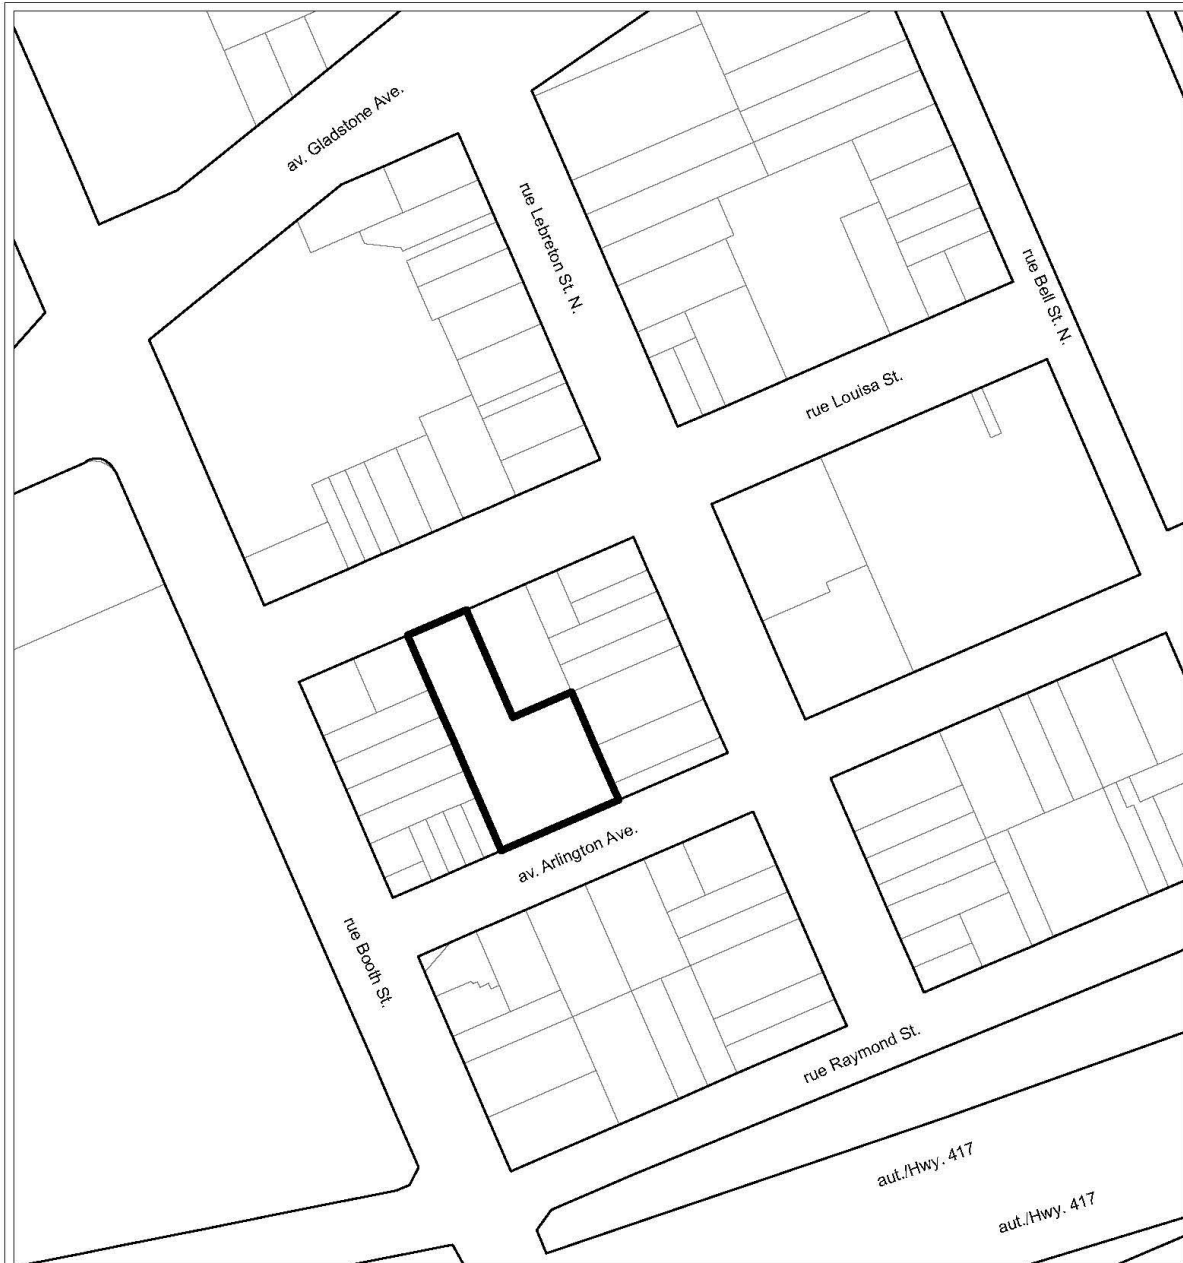 av. Gladstone Ave.
rue Lebreton St. N.
rue Bell St. N.
rue Louisa St.
av. Arlington Ave.
rue Booth St.
rue Raymond St.
aut./Hwy. 417
aut./Hwy. 417